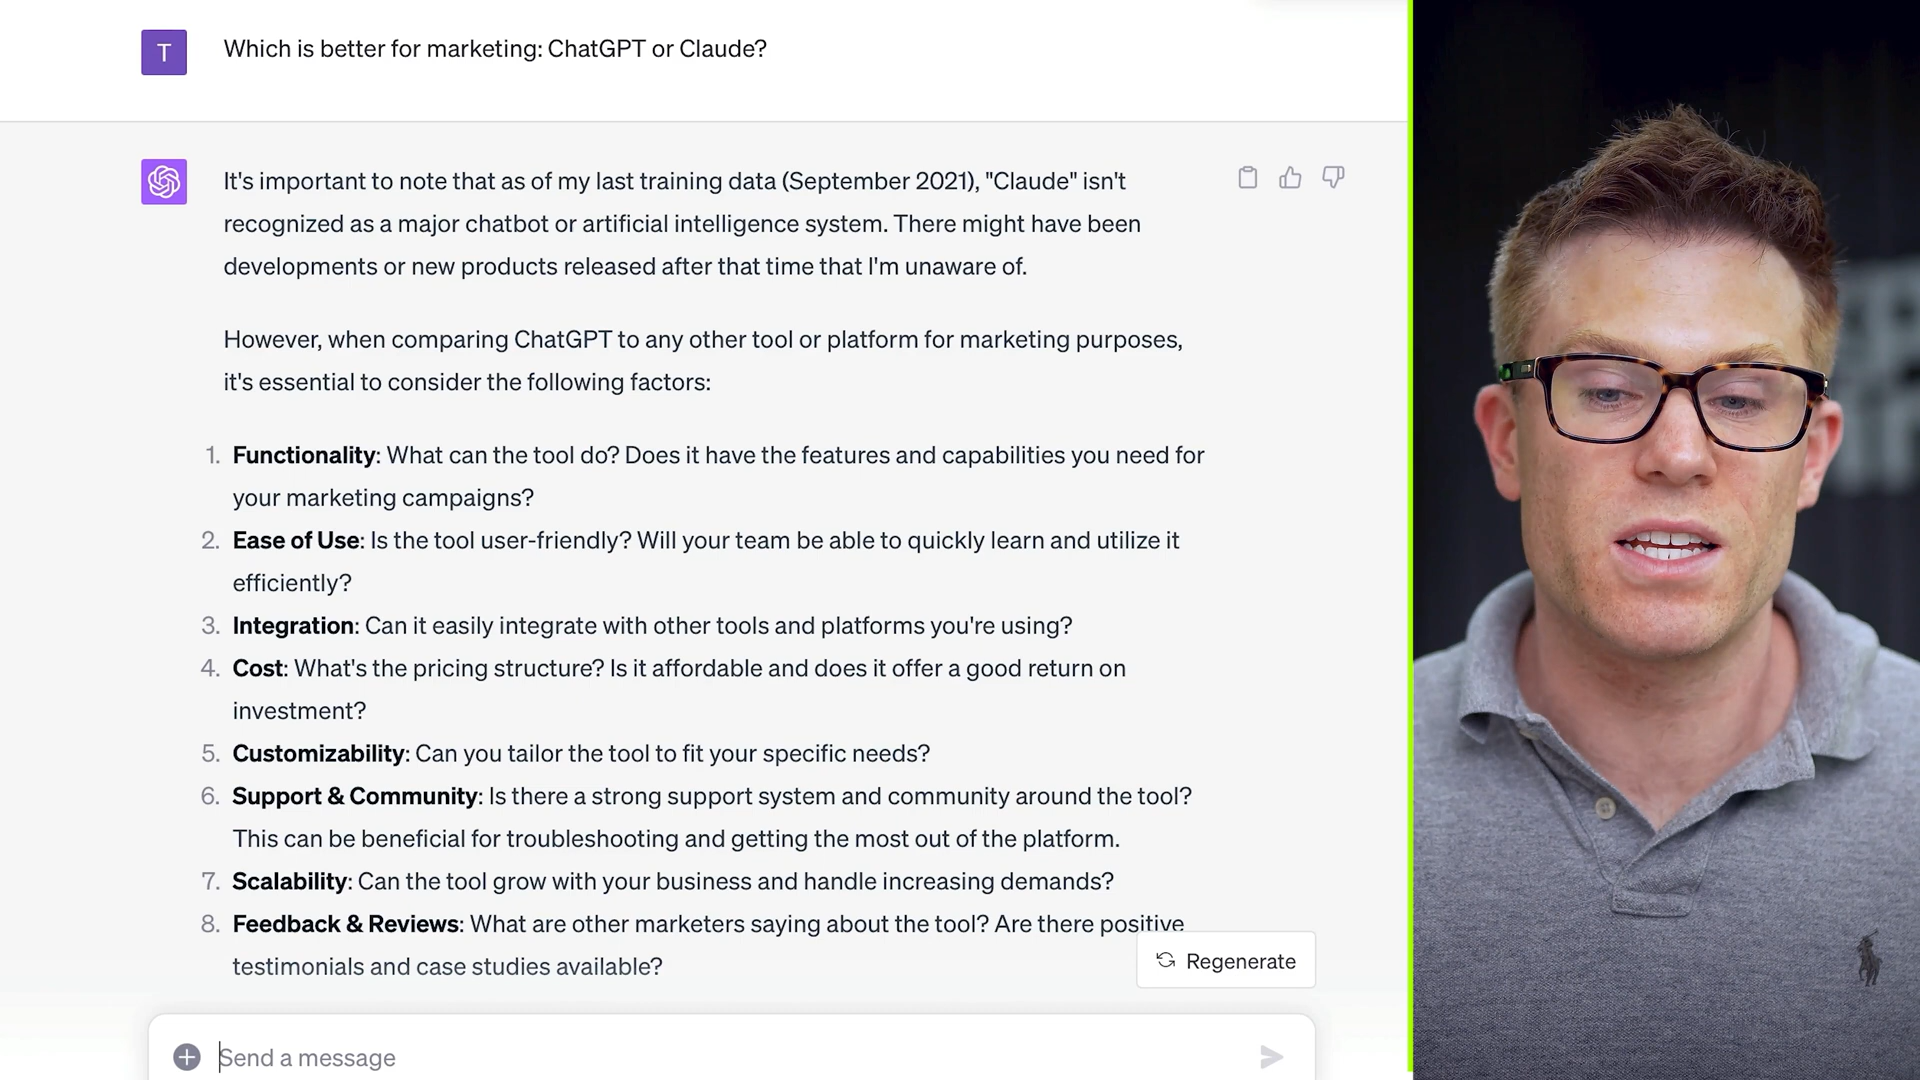 T
Which is better for marketing: ChatGPT or Claude?
It's important to note that as of my last training data (September 2021), "Claude" isn't
recognized as a major chatbot or artificial intelligence system. There might have been
developments or new products released after that time that I'm unaware of.
However, when comparing ChatGPT to any other tool or platform for marketing purposes,
it's essential to consider the following factors:
1. Functionality: What can the tool do? Does it have the features and capabilities you need for
your marketing campaigns?
2. Ease of Use: Is the tool user-friendly? Will your team be able to quickly learn and utilize it
efficiently?
3. Integration: Can it easily integrate with other tools and platforms you're using?
4. Cost: What's the pricing structure? Is it affordable and does it offer a good return on
investment?
5. Customizability: Can you tailor the tool to fit your specific needs?
6. Support & Community: Is there a strong support system and community around the tool?
This can be beneficial for troubleshooting and getting the most out of the platform.
7. Scalability: Can the tool grow with your business and handle increasing demands?
8. Feedback & Reviews: What are other marketers saying about the tool? Are there positive
testimonials and case studies available?
Regenerate
Send a message